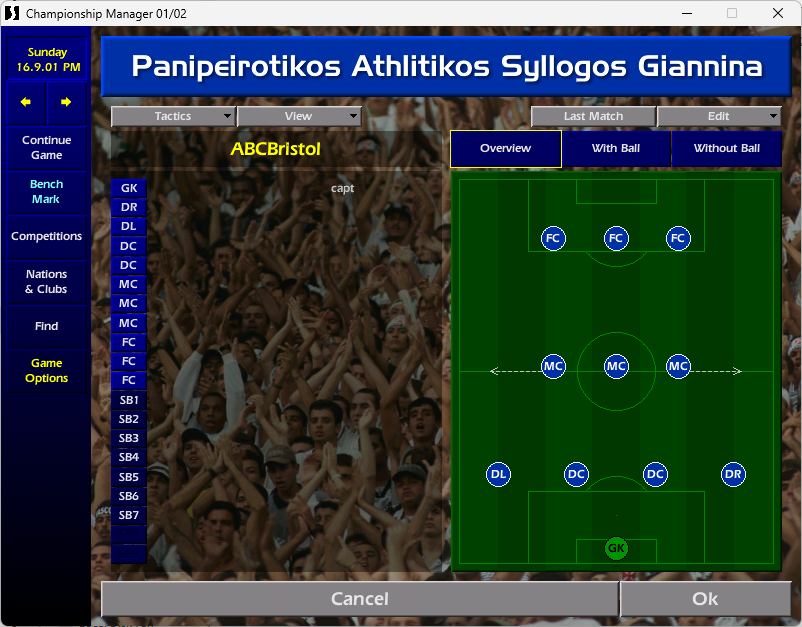 Championship Manager 01/02
Sunday
16.9.01 PM
Continue
Game
Bench
Mark
Competitions
Nations
& Clubs
Find
Game
Options
Panipeirotikos Athlitikos Syllogos Giannina
Tactics
View
Last Match
Edit
ABCBristol
Overview
With Ball
Without Ball
GK capt
DR
DL
DC
DC
MC
MC
MC
FC
FC
FC
SB1
SB2
SB3
SB4
SB5
SB6
SB7
FC FC FC
MC MC MC
DL DC DC DR
GK
Cancel
Ok